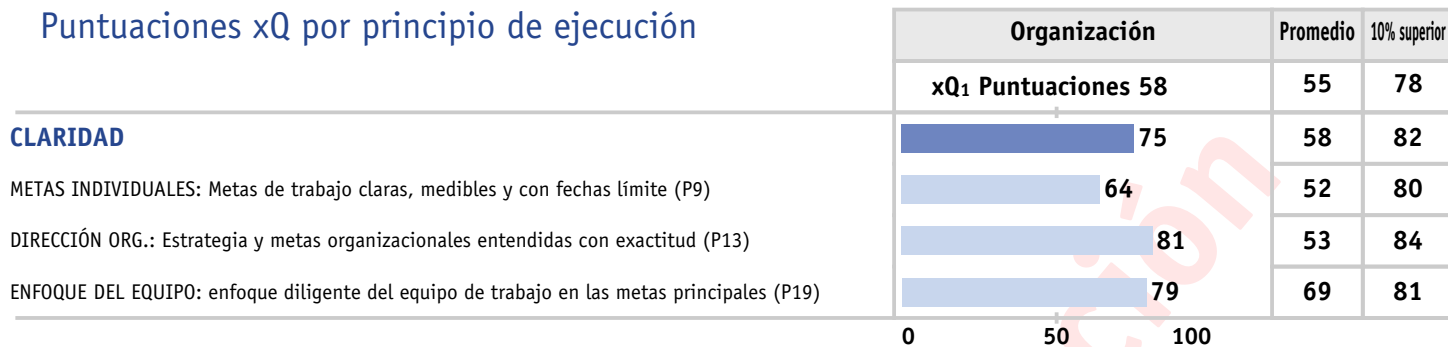 Puntuaciones xQ por principio de ejecución
Organización Promedio 10% superior
xQ1 Puntuaciones 58 55 78
CLARIDAD 75 58 82
METAS INDIVIDUALES: Metas de trabajo claras, medibles y con fechas límite (P9) 64 52 80
DIRECCIÓN ORG.: Estrategia y metas organizacionales entendidas con exactitud (P13) 81 53 84
ENFOQUE DEL EQUIPO: enfoque diligente del equipo de trabajo en las metas principales (P19) 79 69 81
0 50 100